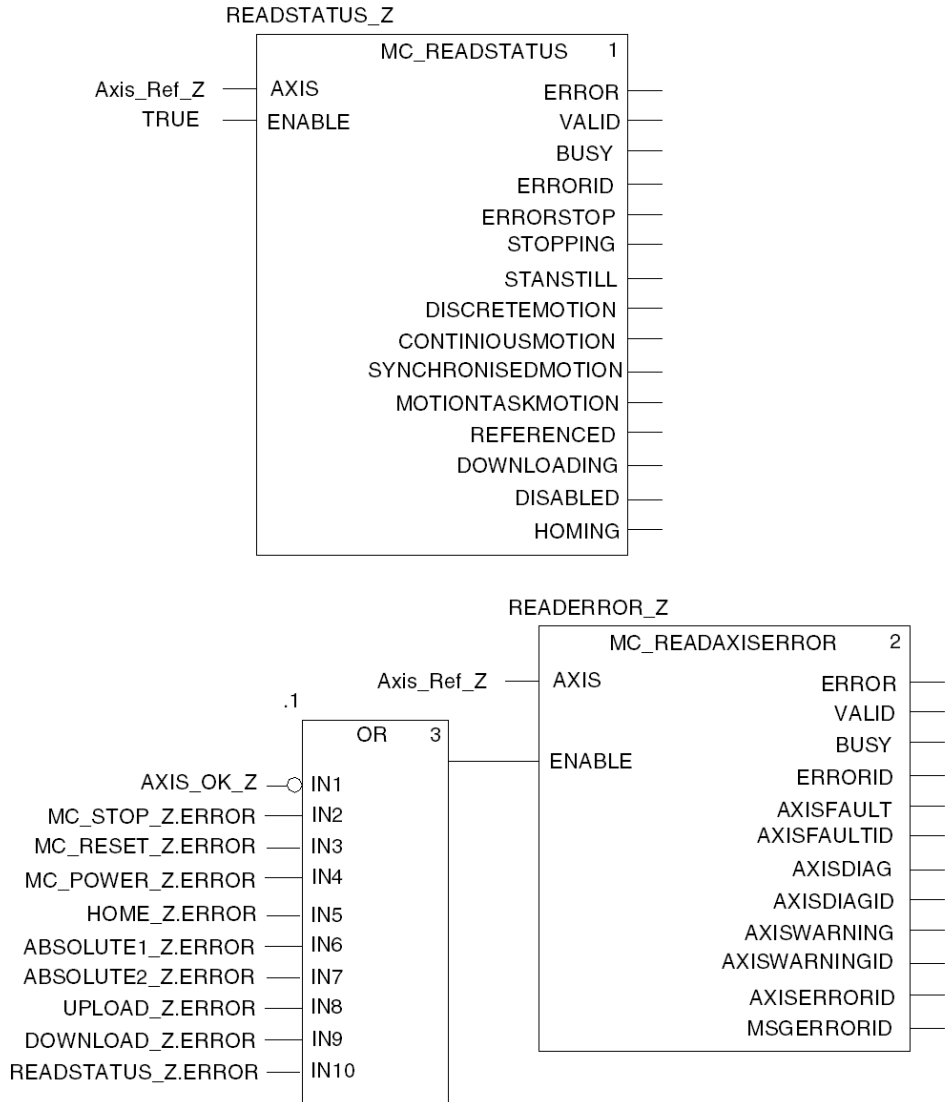 READSTATUS_Z
MC_READSTATUS 1
Axis_Ref_Z AXIS ERROR
TRUE ENABLE VALID
BUSY
ERRORID
ERRORSTOP
STOPPING
STANSTILL
DISCRETEMOTION
CONTINIOUSMOTION
SYNCHRONISEDMOTION
MOTIONTASKMOTION
REFERENCED
DOWNLOADING
DISABLED
HOMING
READERROR_Z
MC_READAXISERROR 2
Axis_Ref_Z AXIS ERROR
.1 VALID
OR 3 BUSY
ENABLE ERRORID
AXIS_OK_Z IN1
MC_STOP_Z.ERROR IN2 AXISFAULT
MC_RESET_Z.ERROR IN3 AXISFAULTID
MC_POWER_Z.ERROR IN4 AXISDIAG
HOME_Z.ERROR IN5 AXISDIAGID
ABSOLUTE1_Z.ERROR IN6 AXISWARNING
ABSOLUTE2_Z.ERROR IN7 AXISWARNINGID
UPLOAD_Z.ERROR IN8 AXISERRORID
DOWNLOAD_Z.ERROR IN9 MSGERRORID
READSTATUS_Z.ERROR IN10